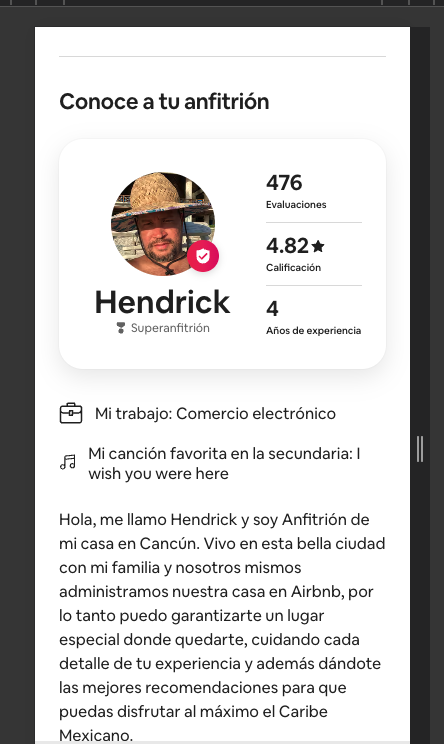 Conoce a tu anfitrión
476
Evaluaciones
4.82★
Calificación
4
Años de experiencia
Hendrick
Superanfitrión
Mi trabajo: Comercio electrónico
Mi canción favorita en la secundaria: I
wish you were here
Hola, me llamo Hendrick y soy Anfitrión de
mi casa en Cancún. Vivo en esta bella ciudad
con mi familia y nosotros mismos
administramos nuestra casa en Airbnb, por
lo tanto puedo garantizarte un lugar
especial donde quedarte, cuidando cada
detalle de tu experiencia y además dándote
las mejores recomendaciones para que
puedas disfrutar al máximo el Caribe
Mexicano.